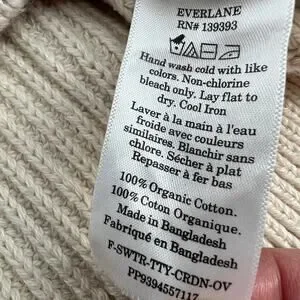 EVERLANE
RN# 139393
Hand wash cold with like
colors. Non-chlorine
bleach only. Lay flat to
dry. Cool Iron
Laver à la main à l'eau
froide avec couleurs
similaires. Blanchir sans
chlore. Sécher à plat
Repasser à fer bas
100% Organic Cotton.
100% Coton Organique.
Made in Bangladesh
Fabriqué en Bangladesh
F-SWTR-TTY-CRDN-OV
PP9394557117